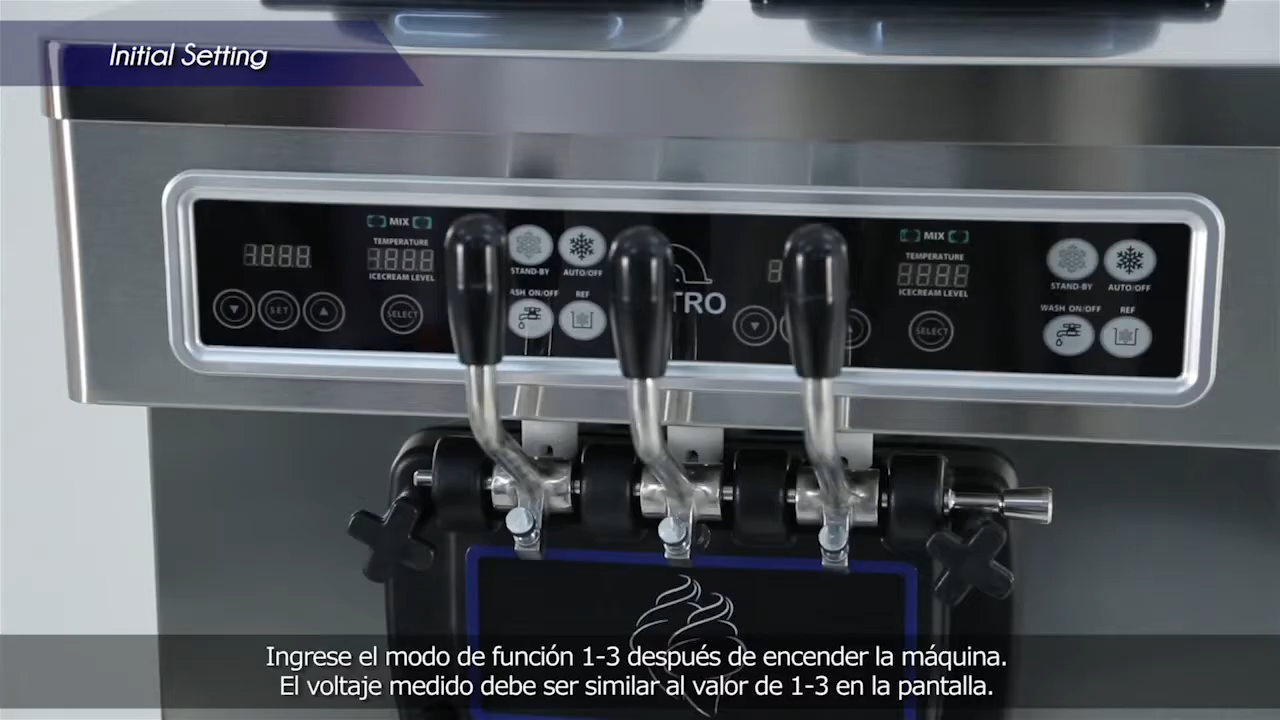 Initial Setting
MIX
TEMPERATURE
ICECREAM LEVEL
SET
SELECT
STAND-BY
AUTO/OFF
ASH ON/OFF
REF
TRO
MIX
TEMPERATURE
ICECREAM LEVEL
SELECT
STAND-BY
AUTO/OFF
WASH ON/OFF
REF
Ingrese el modo de función 1-3 después de encender la máquina.
El voltaje medido debe ser similar al valor de 1-3 en la pantalla.